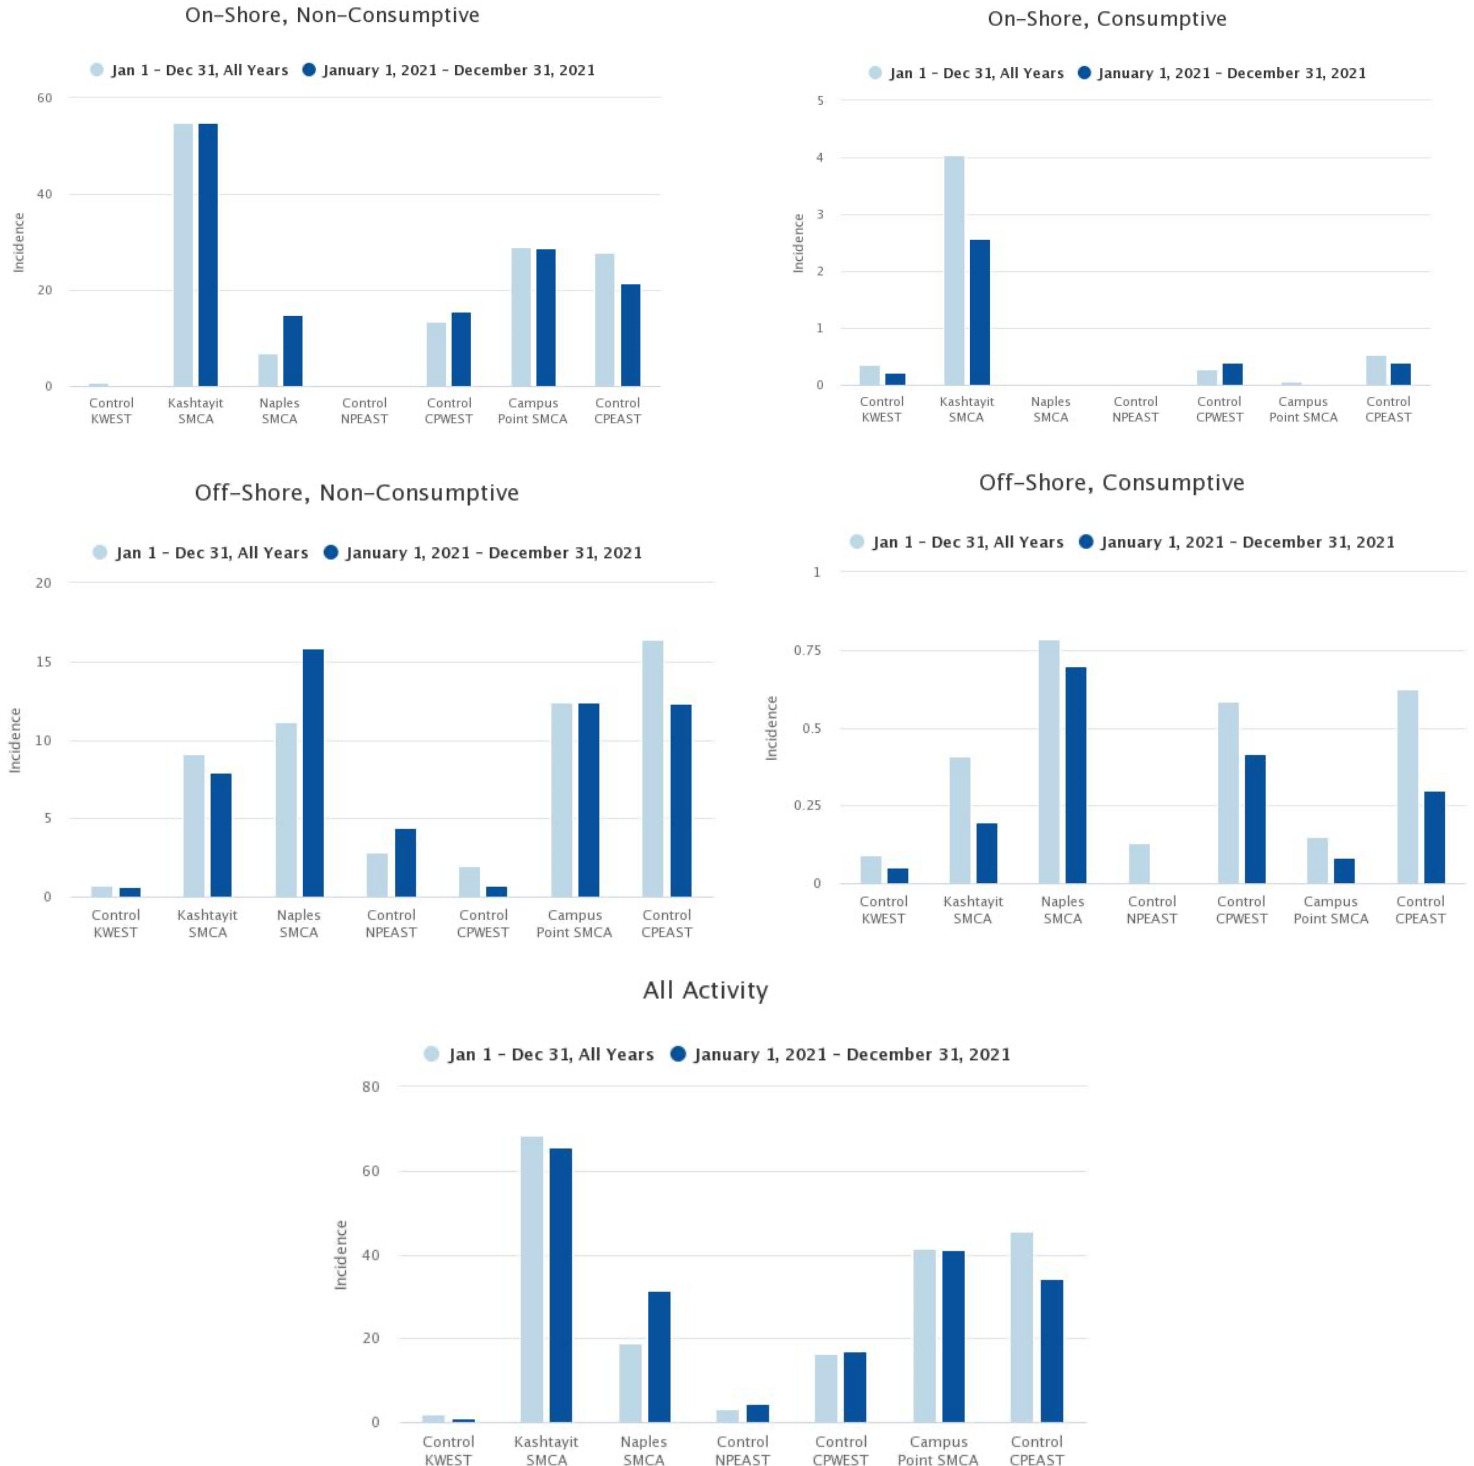 On-Shore, Non-Consumptive
Jan 1 - Dec 31, All Years January 1, 2021 - December 31, 2021
60
40
20
0
Incidence
Control KWEST
Kashtayit SMCA
Naples SMCA
Control NPEAST
Control CPWEST
Campus Point SMCA
Control CPEAST
On-Shore, Consumptive
Jan 1 - Dec 31, All Years January 1, 2021 - December 31, 2021
5
4
3
2
1
0
Incidence
Control KWEST
Kashtayit SMCA
Naples SMCA
Control NPEAST
Control CPWEST
Campus Point SMCA
Control CPEAST
Off-Shore, Non-Consumptive
Jan 1 - Dec 31, All Years January 1, 2021 - December 31, 2021
20
15
10
5
0
Incidence
Control KWEST
Kashtayit SMCA
Naples SMCA
Control NPEAST
Control CPWEST
Campus Point SMCA
Control CPEAST
Off-Shore, Consumptive
Jan 1 - Dec 31, All Years January 1, 2021 - December 31, 2021
1
0.75
0.5
0.25
0
Incidence
Control KWEST
Kashtayit SMCA
Naples SMCA
Control NPEAST
Control CPWEST
Campus Point SMCA
Control CPEAST
All Activity
Jan 1 - Dec 31, All Years January 1, 2021 - December 31, 2021
80
60
40
20
0
Incidence
Control KWEST
Kashtayit SMCA
Naples SMCA
Control NPEAST
Control CPWEST
Campus Point SMCA
Control CPEAST